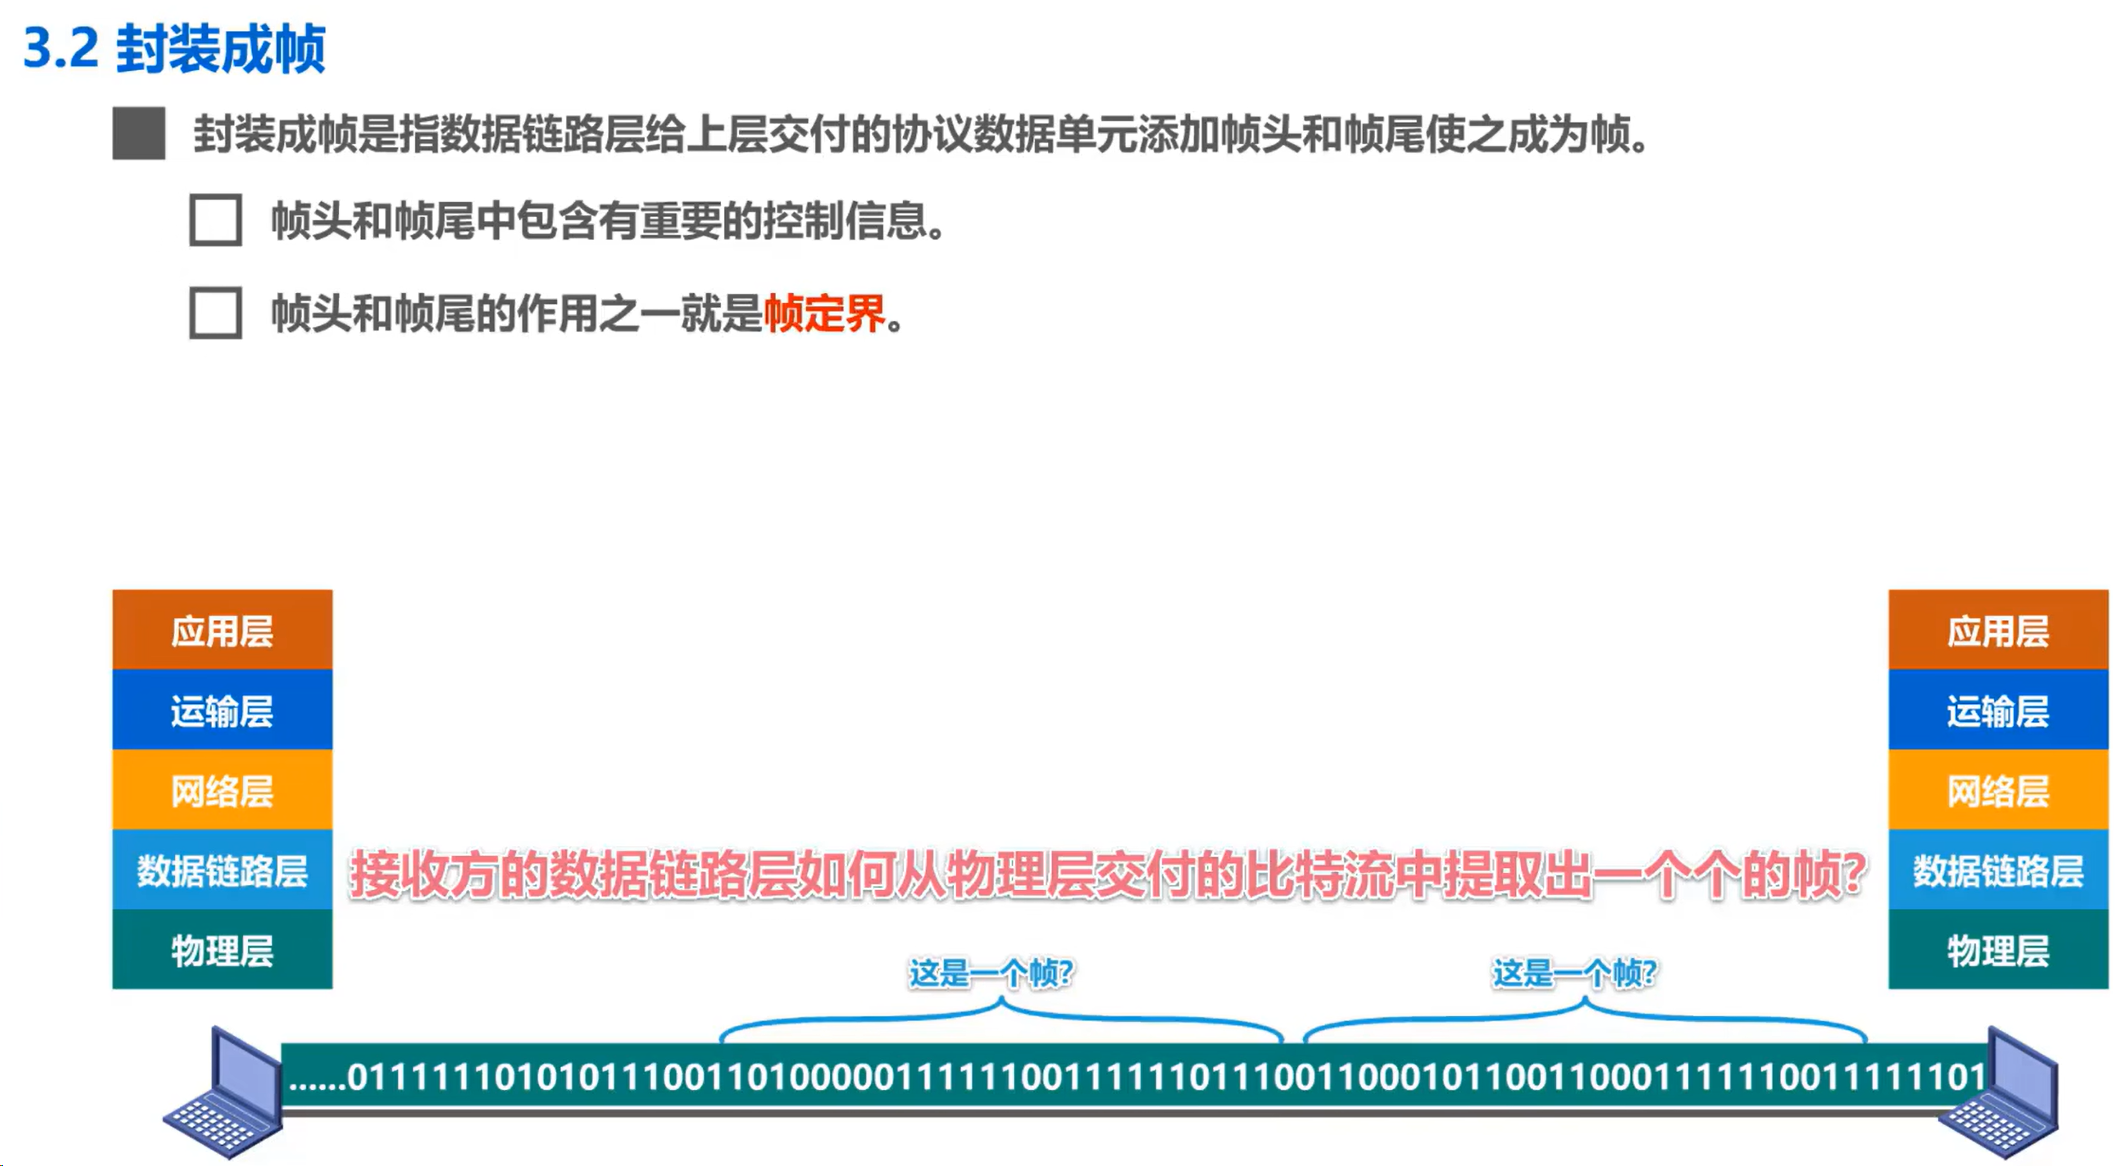 3.2 封装成帧
封装成帧是指数据链路层给上层交付的协议数据单元添加帧头和帧尾使之成为帧。
帧头和帧尾中包含有重要的控制信息。
帧头和帧尾的作用之一就是帧定界。
应用层
运输层
网络层
数据链路层
物理层
接收方的数据链路层如何从物理层交付的比特流中提取出一个个的帧?
应用层
运输层
网络层
数据链路层
物理层
这是一个帧?
这是一个帧?
......011111101010111001101000001111110011111101110011000101100110001111110011111101